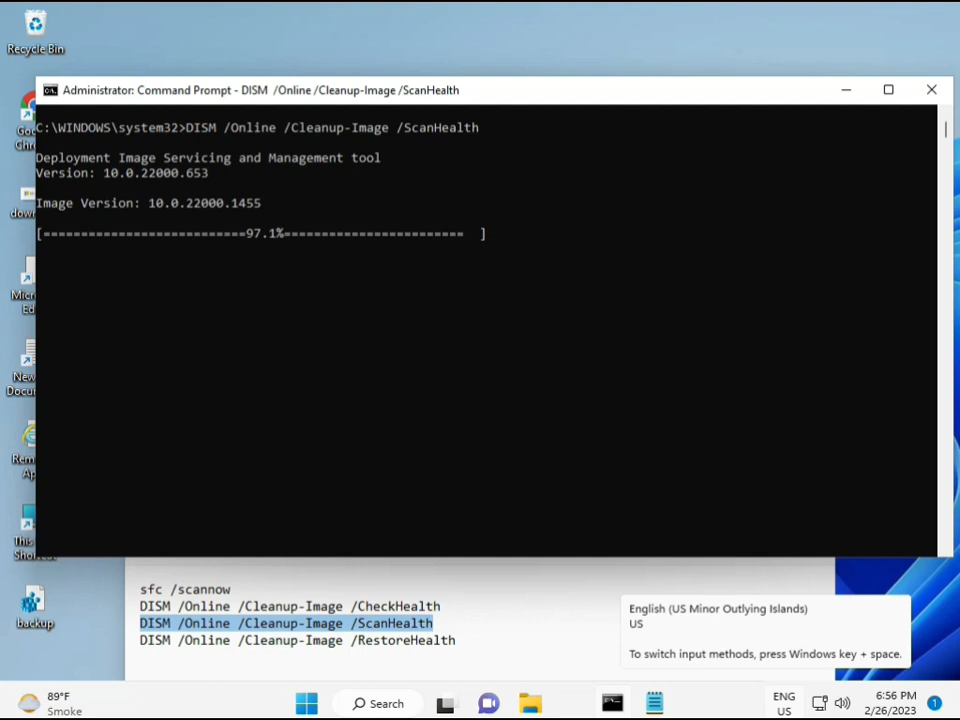 Recycle Bin
Administrator: Command Prompt - DISM /Online /Cleanup-Image /ScanHealth
C:\WINDOWS\system32>DISM /Online /Cleanup-Image /ScanHealth
Deployment Image Servicing and Management tool
Version: 10.0.22000.653
Image Version: 10.0.22000.1455
[===========================97.1%======================== ]
backup
sfc /scannow
DISM /Online /Cleanup-Image /CheckHealth
DISM /Online /Cleanup-Image /ScanHealth
DISM /Online /Cleanup-Image /RestoreHealth
English (US Minor Outlying Islands)
US
To switch input methods, press Windows key + space.
89°F
Smoke
Search
ENG
US
6:56 PM
2/26/2023
1